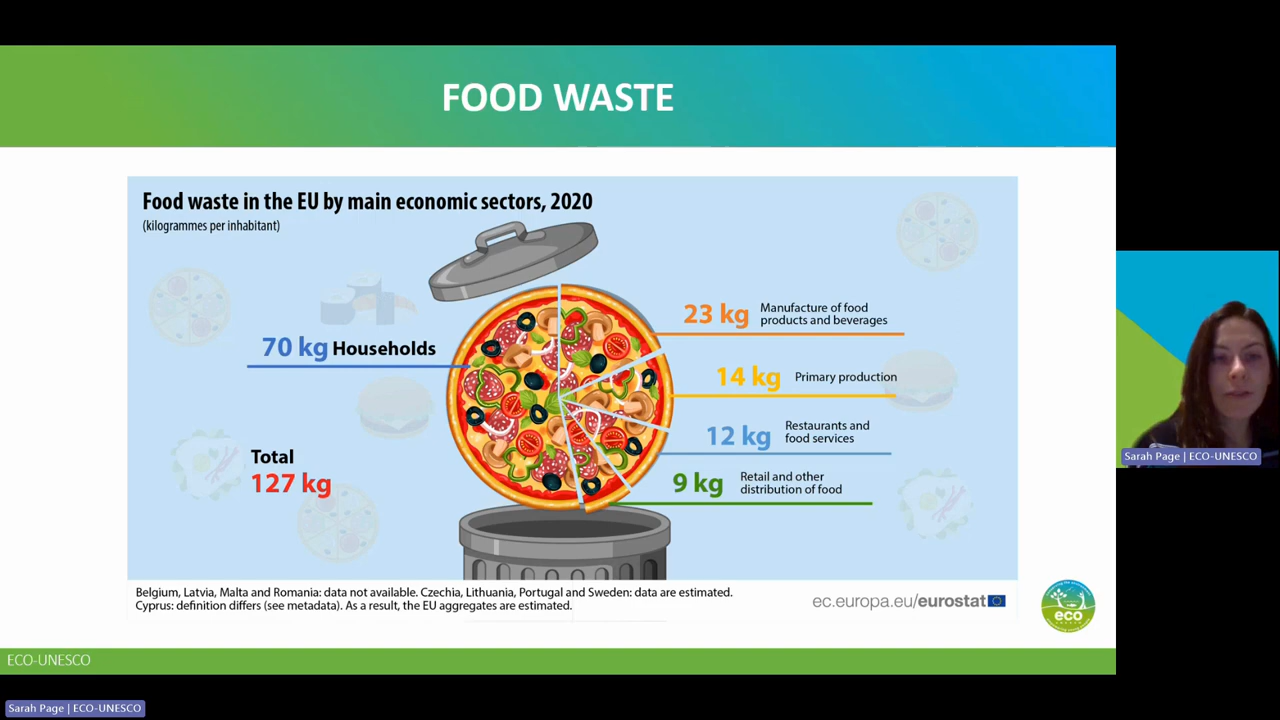 FOOD WASTE
Food waste in the EU by main economic sectors, 2020
(kilogrammes per inhabitant)
70 kg Households
Total
127 kg
23 kg Manufacture of food
products and beverages
14 kg Primary production
12 kg Restaurants and
food services
9 kg Retail and other
distribution of food
Belgium, Latvia, Malta and Romania: data not available. Czechia, Lithuania, Portugal and Sweden: data are estimated.
Cyprus: definition differs (see metadata). As a result, the EU aggregates are estimated.
ec.europa.eu/eurostat
eco
ECO-UNESCO
Sarah Page | ECO-UNESCO
Sarah Page | ECO-UNESCO